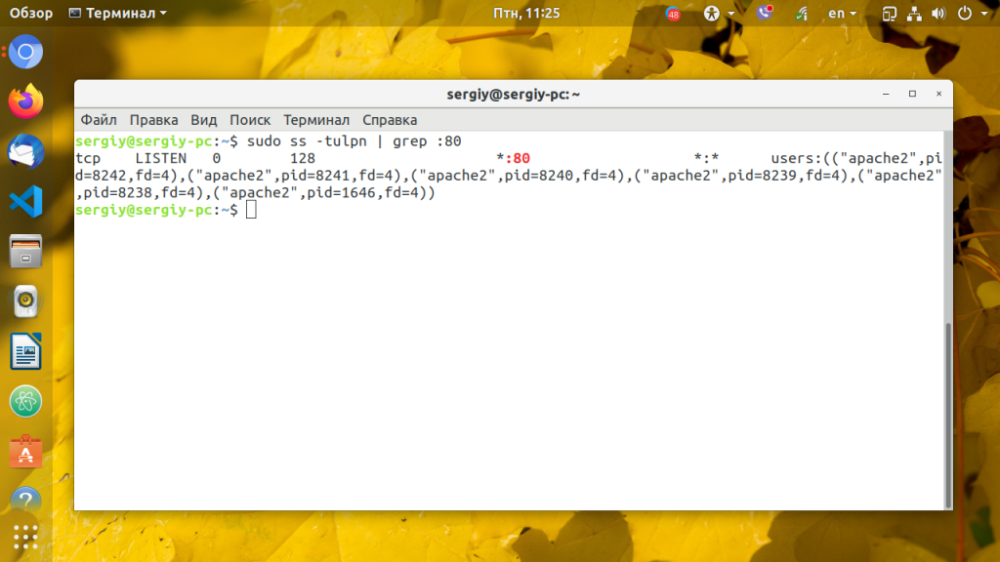 Обзор Терминал Птн, 11:25 48 en
sergiy@sergiy-pc: ~
Файл Правка Вид Поиск Терминал Справка
sergiy@sergiy-pc:~$ sudo ss -tulpn | grep :80
tcp LISTEN 0 128 *:80 *:* users:(("apache2",pi
d=8242,fd=4),("apache2",pid=8241,fd=4),("apache2",pid=8240,fd=4),("apache2",pid=8239,fd=4),("apache2"
,pid=8238,fd=4),("apache2",pid=1646,fd=4))
sergiy@sergiy-pc:~$